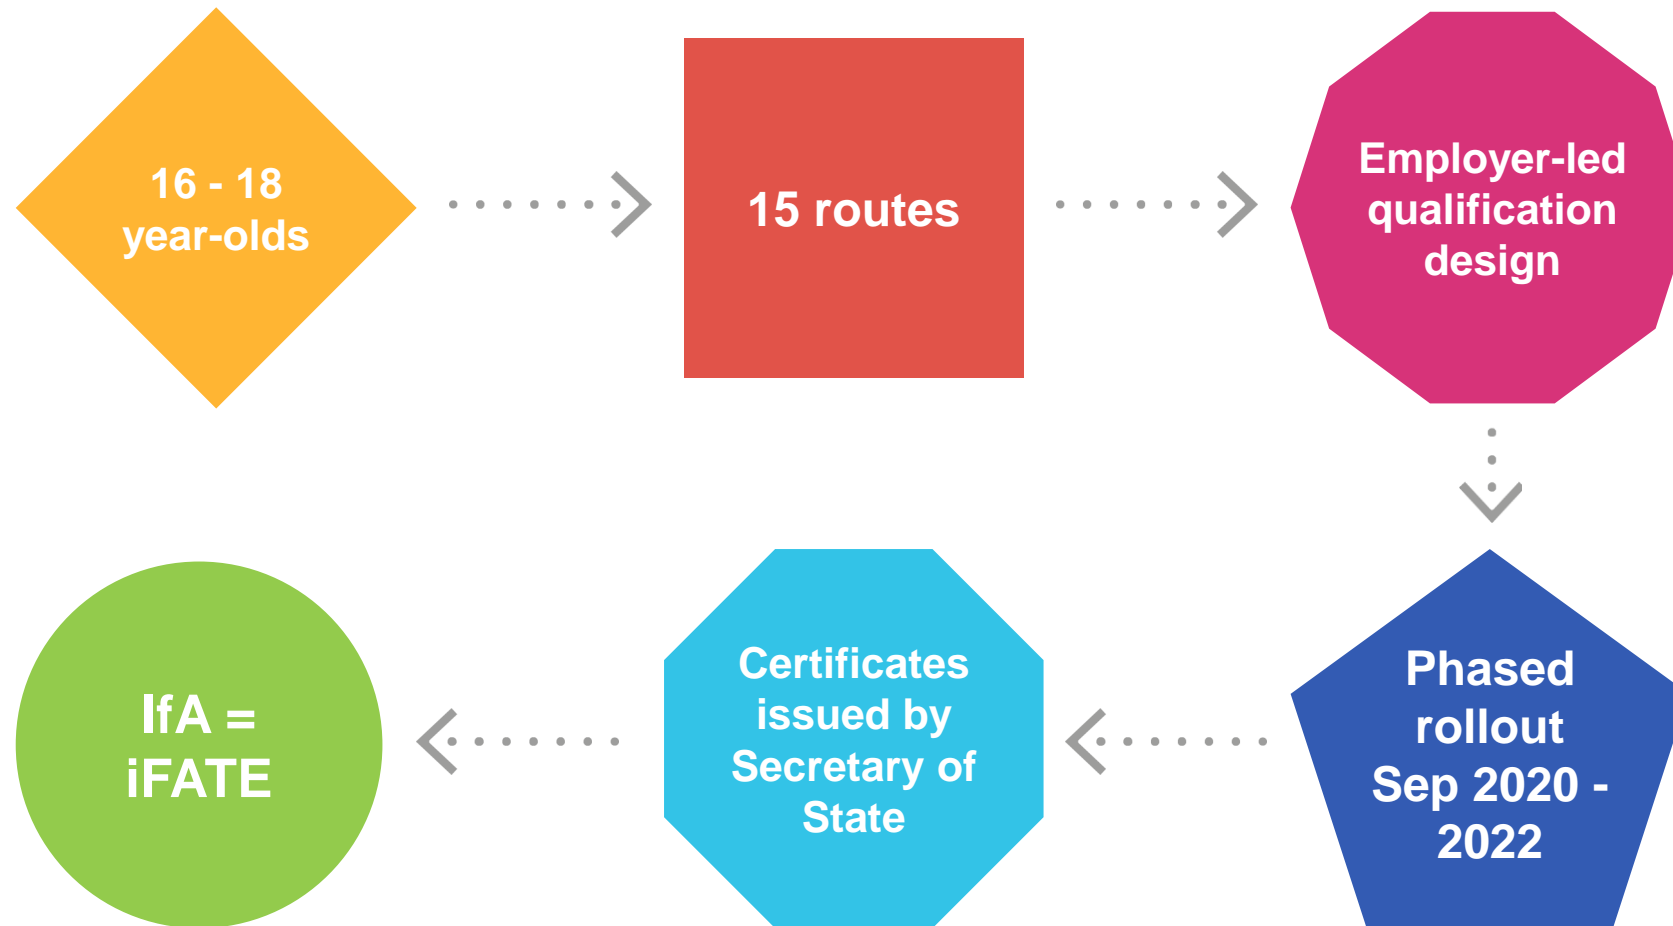 16 - 18
year-olds
15 routes
Employer-led
qualification
design
Phased
rollout
Sep 2020 -
2022
Certificates
issued by
Secretary of
State
IfA =
iFATE